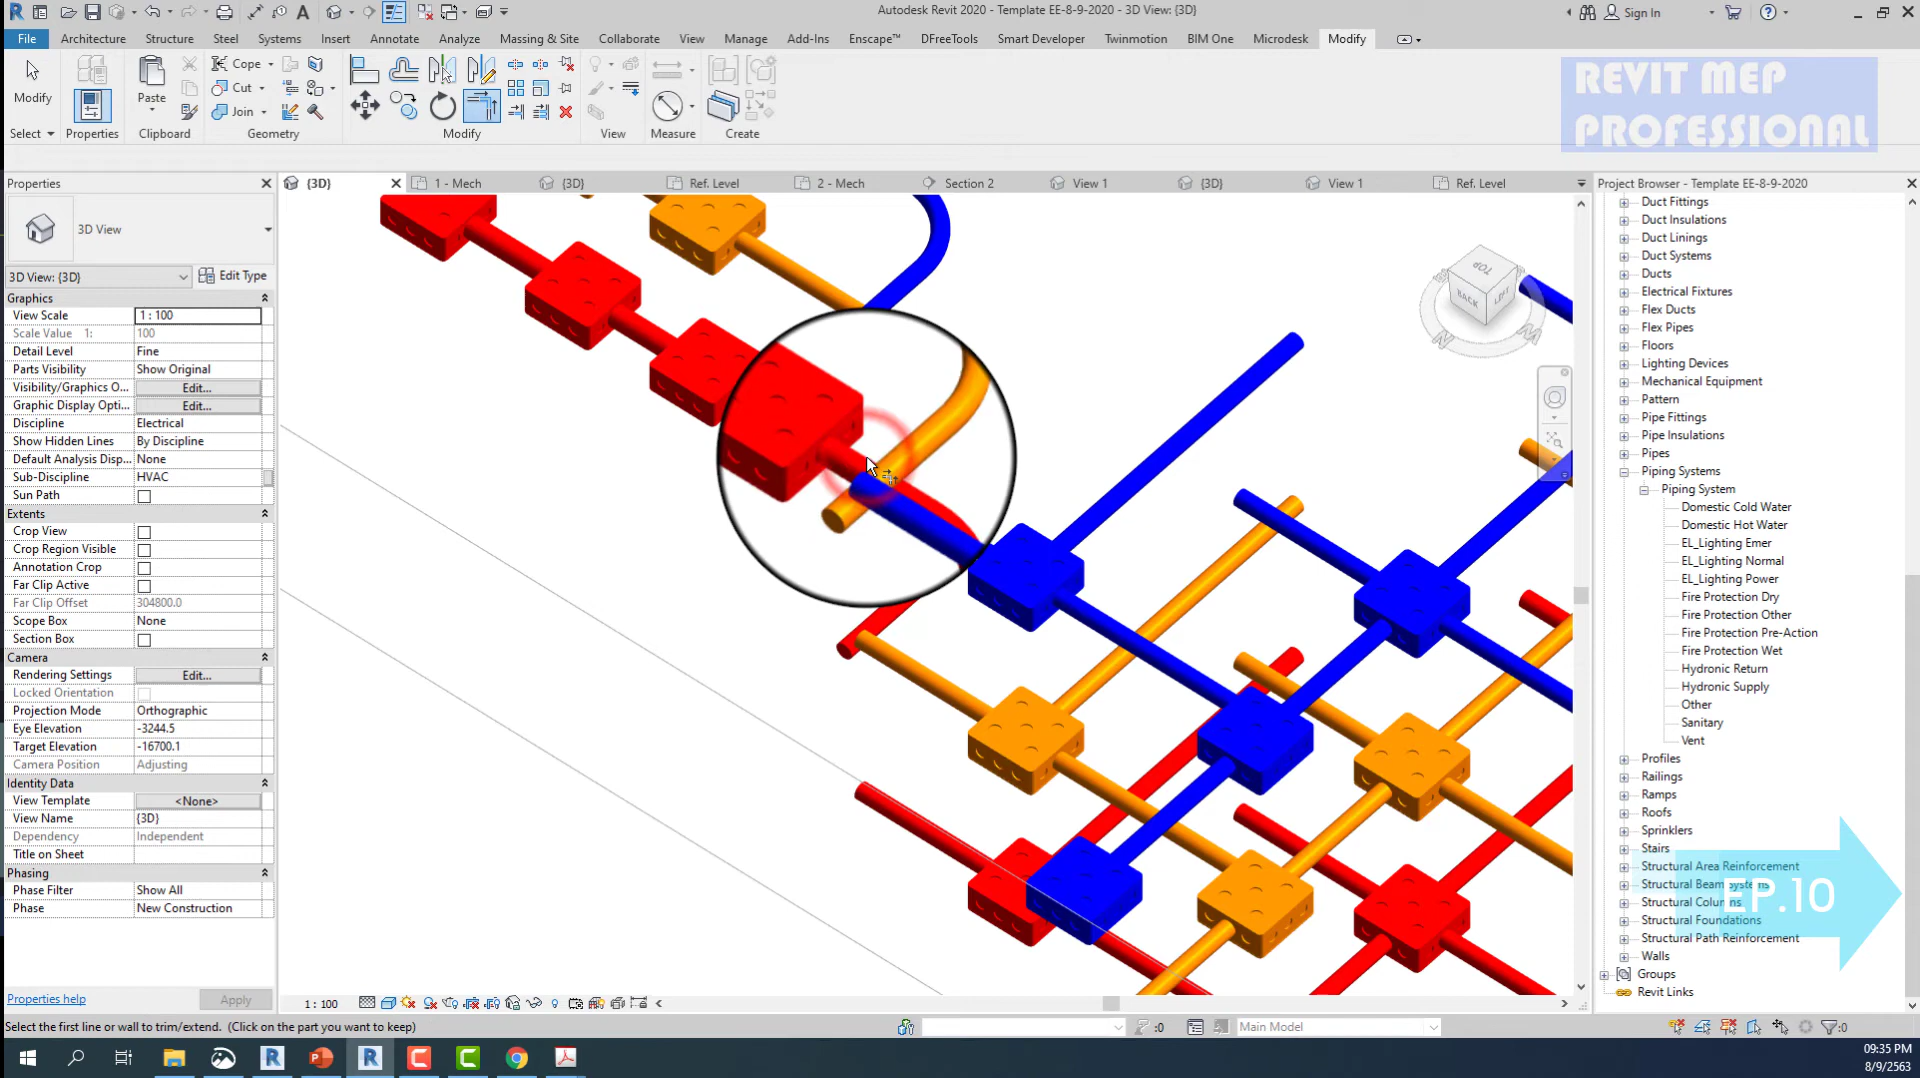 Autodesk Revit 2020 - Template EE-8-9-2020 - 3D View: {3D}
Sign In
File Architecture Structure Steel Systems Insert Annotate Analyze Massing & Site Collaborate View Manage Add-Ins Enscape™ DFreeTools Smart Developer Twinmotion BIM One Microdesk Modify
Modify
Select
Properties
Paste
Clipboard
Cope
Cut
Join
Geometry
Modify
View
Measure
Create
REVIT MEP
PROFESSIONAL
Properties
{3D}
1 - Mech
{3D}
Ref. Level
2 - Mech
Section 2
View 1
{3D}
View 1
Ref. Level
Project Browser - Template EE-8-9-2020
3D View
3D View: {3D}
Edit Type
Graphics
View Scale 1 : 100
Scale Value 1: 100
Detail Level Fine
Parts Visibility Show Original
Visibility/Graphics O... Edit...
Graphic Display Opti... Edit...
Discipline Electrical
Show Hidden Lines By Discipline
Default Analysis Disp... None
Sub-Discipline HVAC
Sun Path
Extents
Crop View
Crop Region Visible
Annotation Crop
Far Clip Active
Far Clip Offset 304800.0
Scope Box None
Section Box
Camera
Rendering Settings Edit...
Locked Orientation
Projection Mode Orthographic
Eye Elevation -3244.5
Target Elevation -16700.1
Camera Position Adjusting
Identity Data
View Template <None>
View Name {3D}
Dependency Independent
Title on Sheet
Phasing
Phase Filter Show All
Phase New Construction
Properties help
Apply
TOP
BACK
LEFT
Duct Fittings
Duct Insulations
Duct Linings
Duct Systems
Ducts
Electrical Fixtures
Flex Ducts
Flex Pipes
Floors
Lighting Devices
Mechanical Equipment
Pattern
Pipe Fittings
Pipe Insulations
Pipes
Piping Systems
Piping System
Domestic Cold Water
Domestic Hot Water
EL_Lighting Emer
EL_Lighting Normal
EL_Lighting Power
Fire Protection Dry
Fire Protection Other
Fire Protection Pre-Action
Fire Protection Wet
Hydronic Return
Hydronic Supply
Other
Sanitary
Vent
Profiles
Railings
Ramps
Roofs
Sprinklers
Stairs
Structural Area Reinforcement
Structural Beam Systems
EP.10
Structural Columns
Structural Foundations
Structural Path Reinforcement
Walls
Groups
Revit Links
1 : 100
Select the first line or wall to trim/extend. (Click on the part you want to keep)
:0
Main Model
:0
09:35 PM
8/9/2563